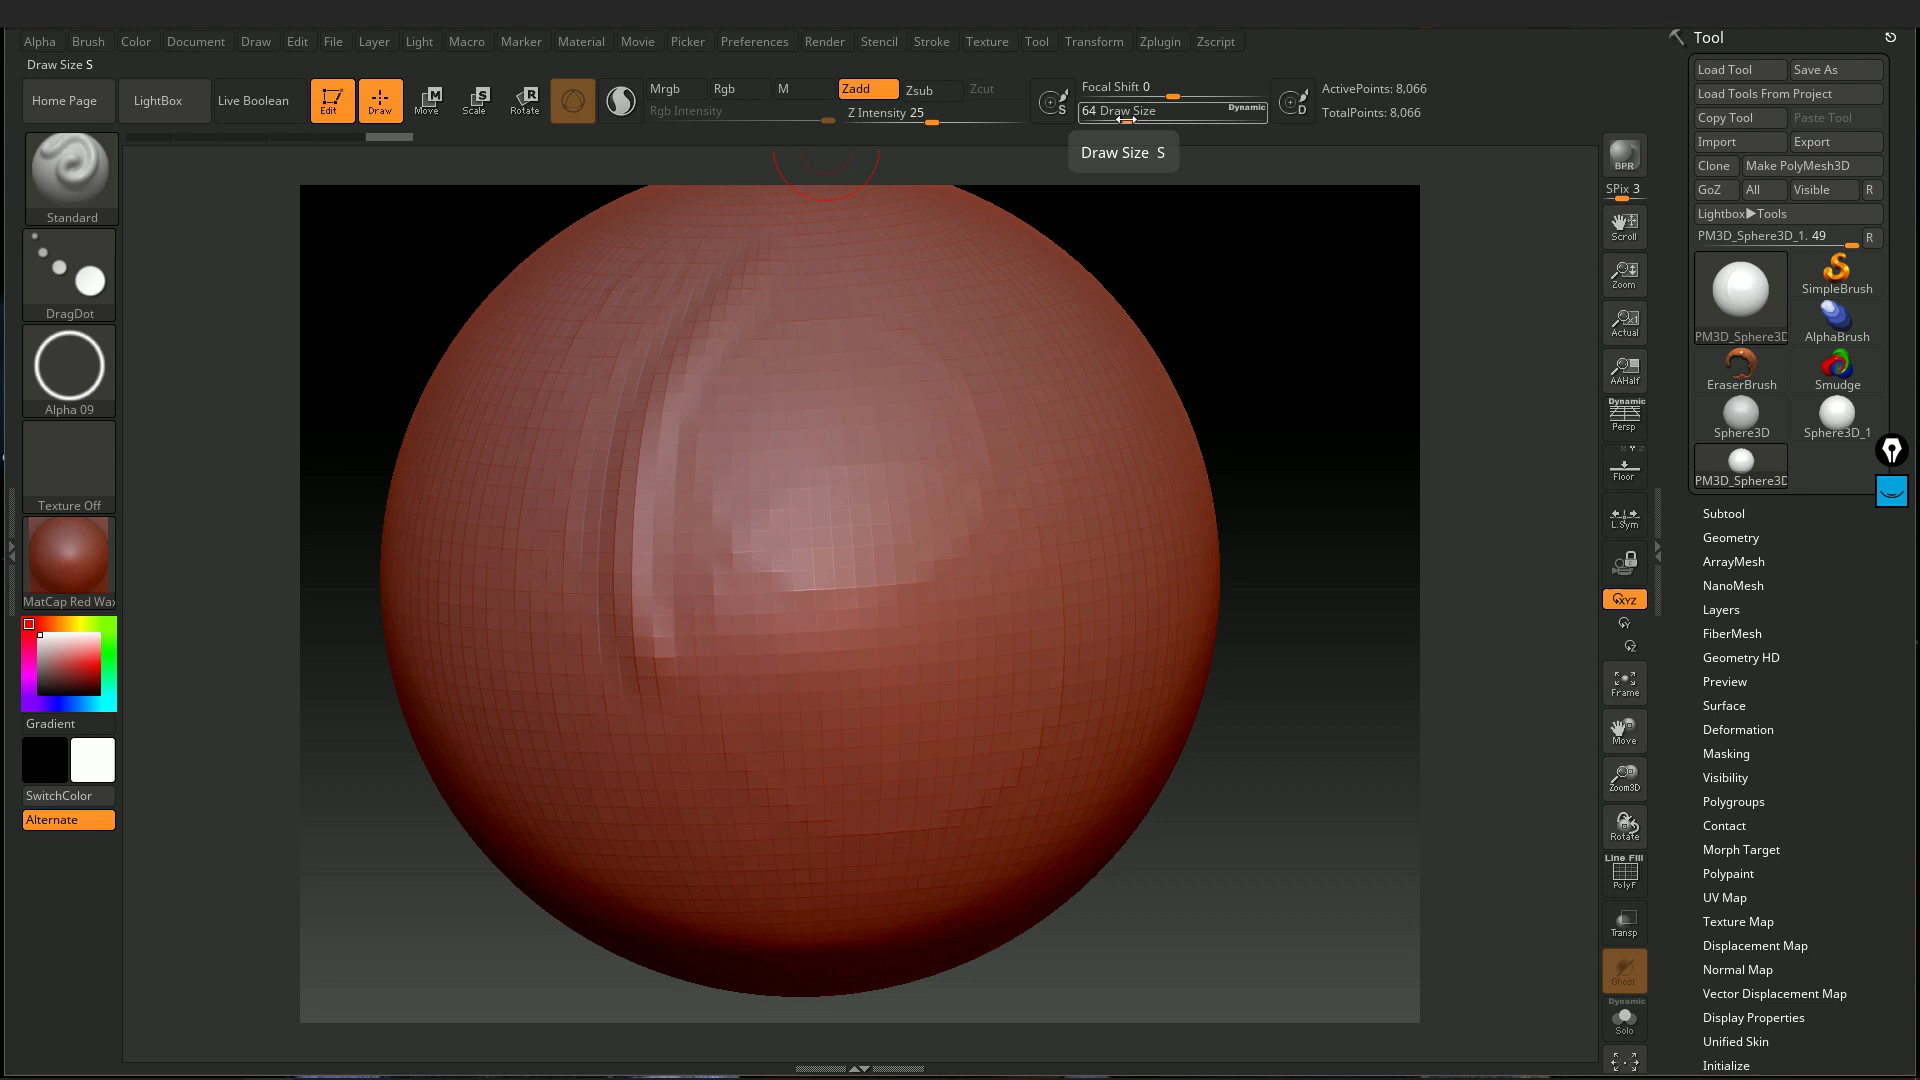 Alpha Brush Color Document Draw Edit File Layer Light Macro Marker Material Movie Picker Preferences Render Stencil Stroke Texture Tool Transform Zplugin Zscript
Draw Size S
Home Page
LightBox
Live Boolean
Edit
Draw
Move
Scale
Rotate
Mrgb Rgb M
Rgb Intensity
Zadd Zsub Zcut
Z Intensity 25
S
Focal Shift 0
64 Draw Size Dynamic
D
ActivePoints: 8,066
TotalPoints: 8,066
Draw Size S
Standard
DragDot
Alpha 09
Texture Off
MatCap Red Wax
Gradient
SwitchColor
Alternate
BPR
SPix 3
Scroll
Zoom
Actual
AAHalf
Dynamic
Persp
Floor
L.Sym
XYZ
Y
Z
Frame
Move
Zoom3D
Rotate
Line Fill
PolyF
Transp
Ghost
Dynamic
Solo
Tool
Load Tool Save As
Load Tools From Project
Copy Tool Paste Tool
Import Export
Clone Make PolyMesh3D
GoZ All Visible R
Lightbox▶Tools
PM3D_Sphere3D_1. 49 R
PM3D_Sphere3D
SimpleBrush
AlphaBrush
EraserBrush Smudge
Sphere3D Sphere3D_1
PM3D_Sphere3D
Subtool
Geometry
ArrayMesh
NanoMesh
Layers
FiberMesh
Geometry HD
Preview
Surface
Deformation
Masking
Visibility
Polygroups
Contact
Morph Target
Polypaint
UV Map
Texture Map
Displacement Map
Normal Map
Vector Displacement Map
Display Properties
Unified Skin
Initialize